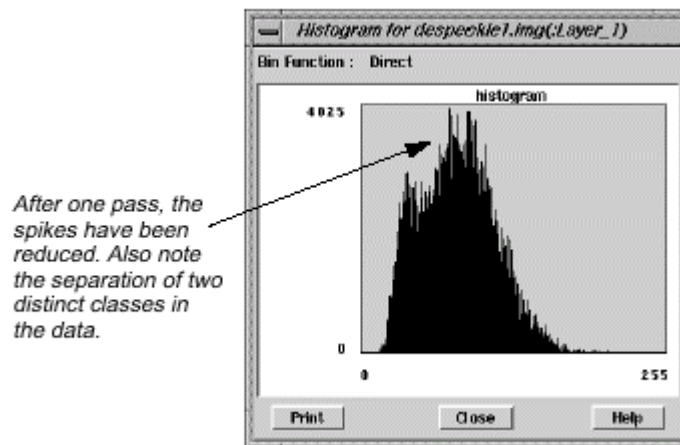 Histogram for despeckle1.img(:Layer_1)
Bin Function : Direct
histogram
4025
After one pass, the
spikes have been
reduced. Also note
the separation of two
distinct classes in
the data.
0
0 255
Print Close Help